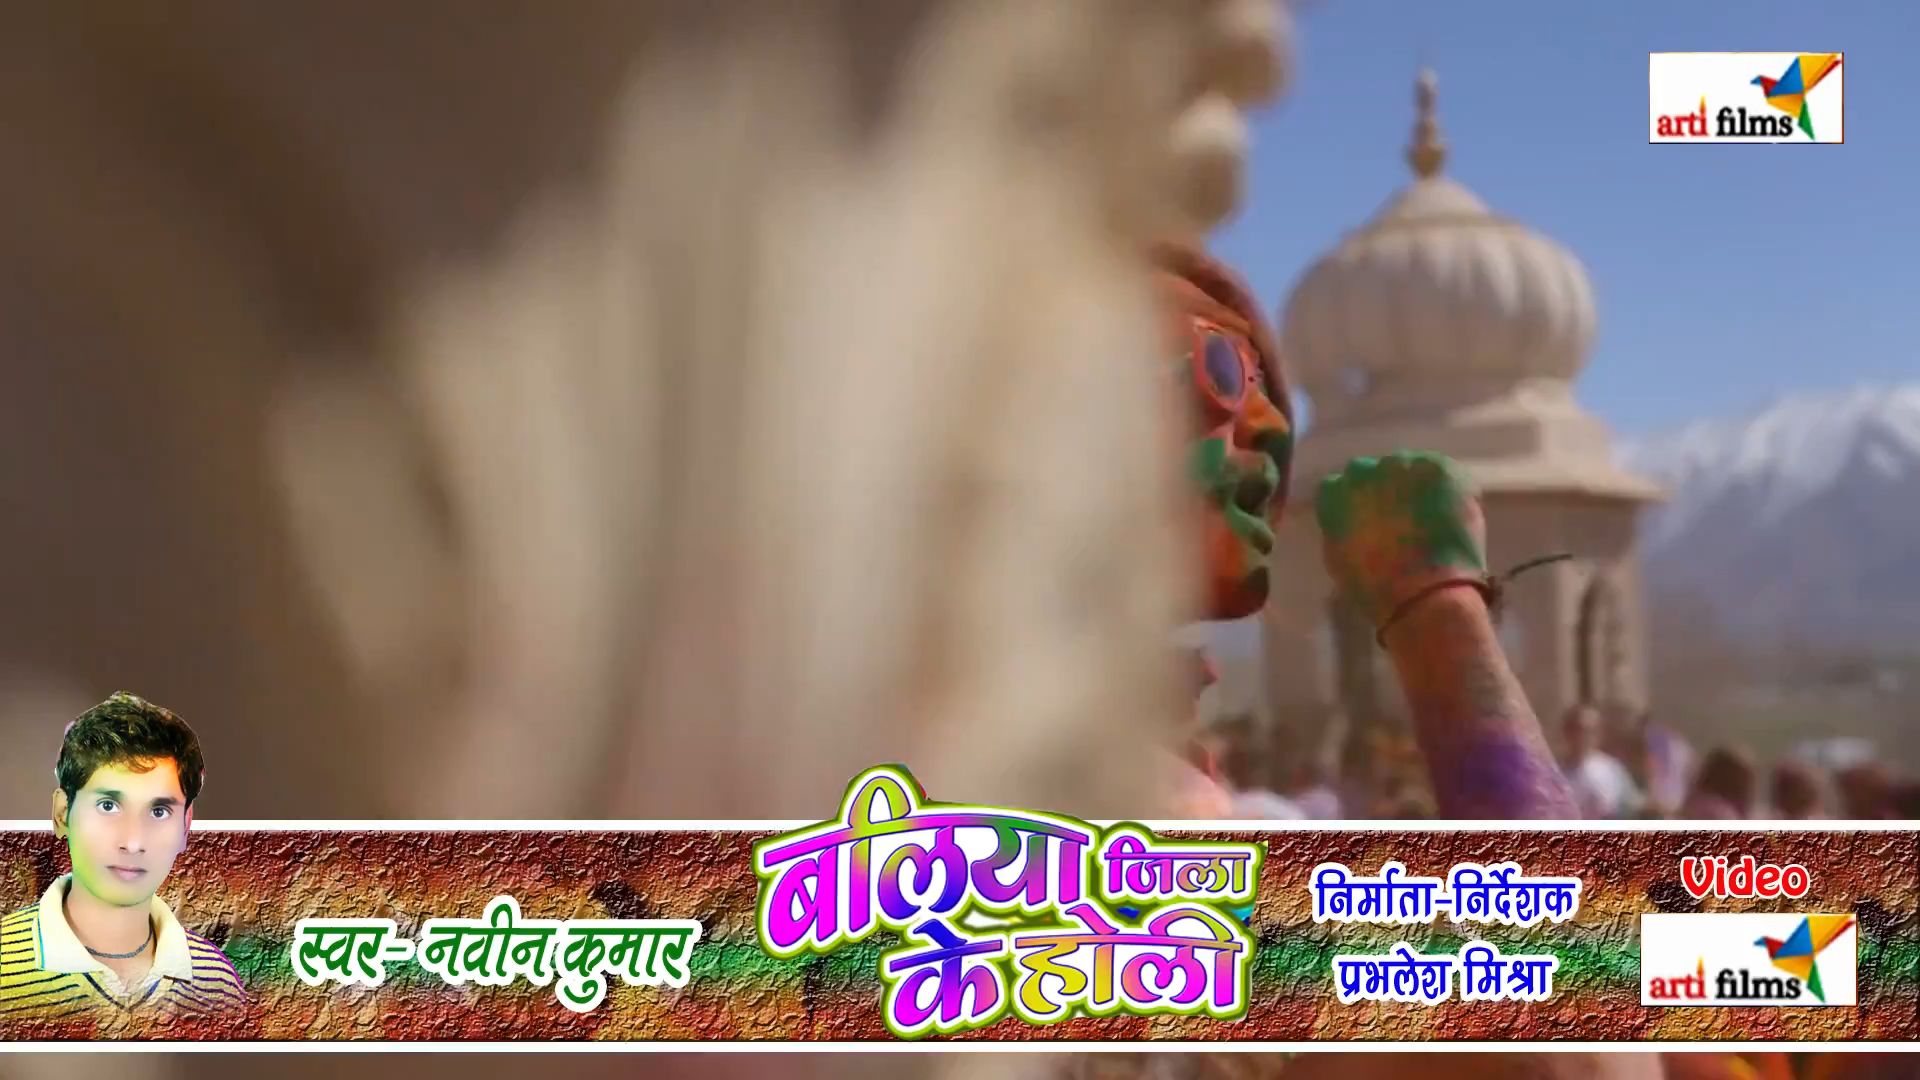 arti films
स्वर- नवीन कुमार
बलिया जिला
के होली
निर्माता-निर्देशक
प्रभलेश मिश्रा
Video
arti films